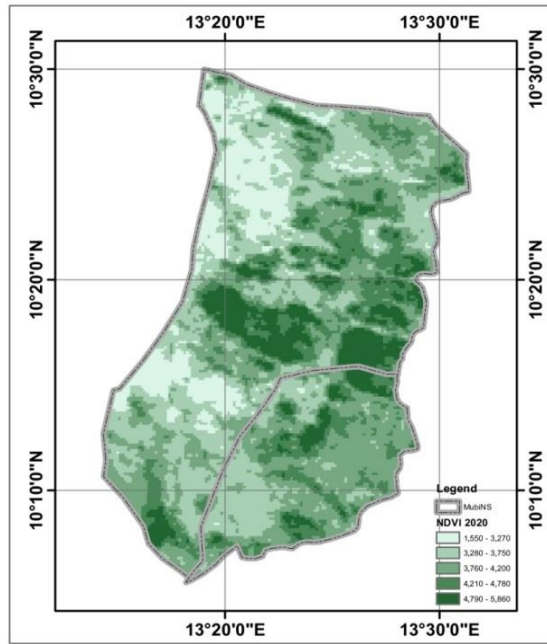 13°20'0"E 13°30'0"E
10°30'0"N 10°30'0"N
10°20'0"N 10°20'0"N
10°10'0"N 10°10'0"N
Legend
MubiNS
NDVI 2020
1,550 - 3,270
3,280 - 3,750
3,760 - 4,200
4,210 - 4,780
4,790 - 5,860
13°20'0"E 13°30'0"E